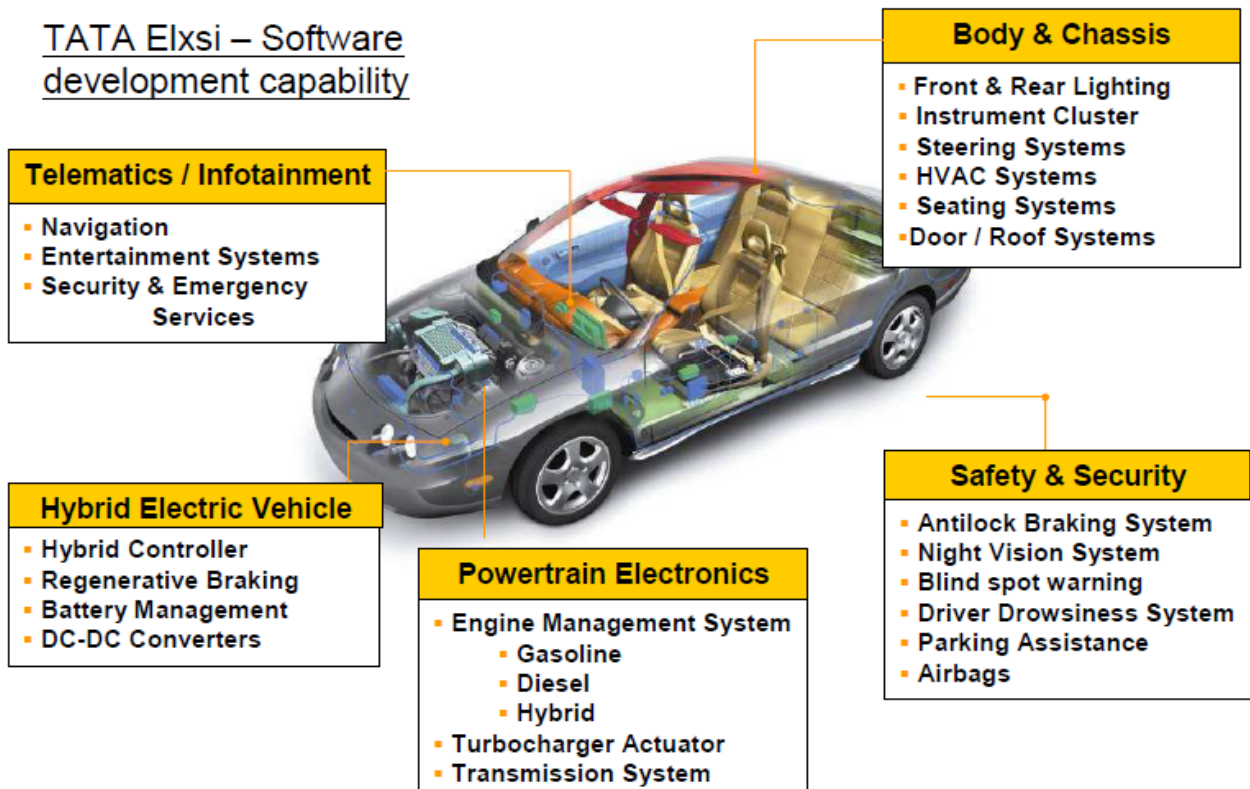 TATA Elxsi – Software
development capability
Body & Chassis
▪ Front & Rear Lighting
▪ Instrument Cluster
▪ Steering Systems
▪ HVAC Systems
▪ Seating Systems
▪Door / Roof Systems
Telematics / Infotainment
▪ Navigation
▪ Entertainment Systems
▪ Security & Emergency
Services
Hybrid Electric Vehicle
▪ Hybrid Controller
▪ Regenerative Braking
▪ Battery Management
▪ DC-DC Converters
Powertrain Electronics
▪ Engine Management System
▪ Gasoline
▪ Diesel
▪ Hybrid
▪ Turbocharger Actuator
▪ Transmission System
Safety & Security
▪ Antilock Braking System
▪ Night Vision System
▪ Blind spot warning
▪ Driver Drowsiness System
▪ Parking Assistance
▪ Airbags